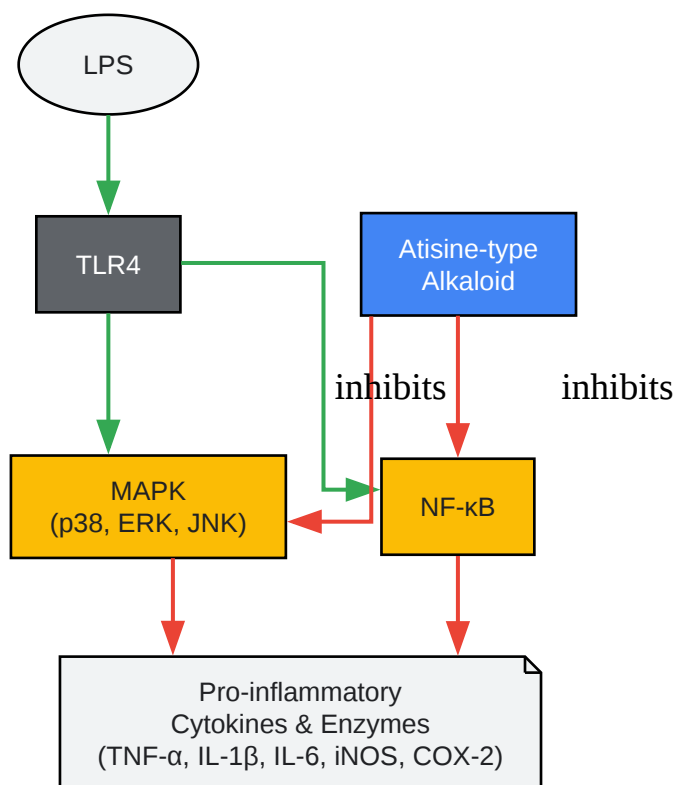 LPS
TLR4
Atisine-type
Alkaloid
inhibits
inhibits
MAPK
(p38, ERK, JNK)
NF-κB
Pro-inflammatory
Cytokines & Enzymes
(TNF-α, IL-1β, IL-6, iNOS, COX-2)